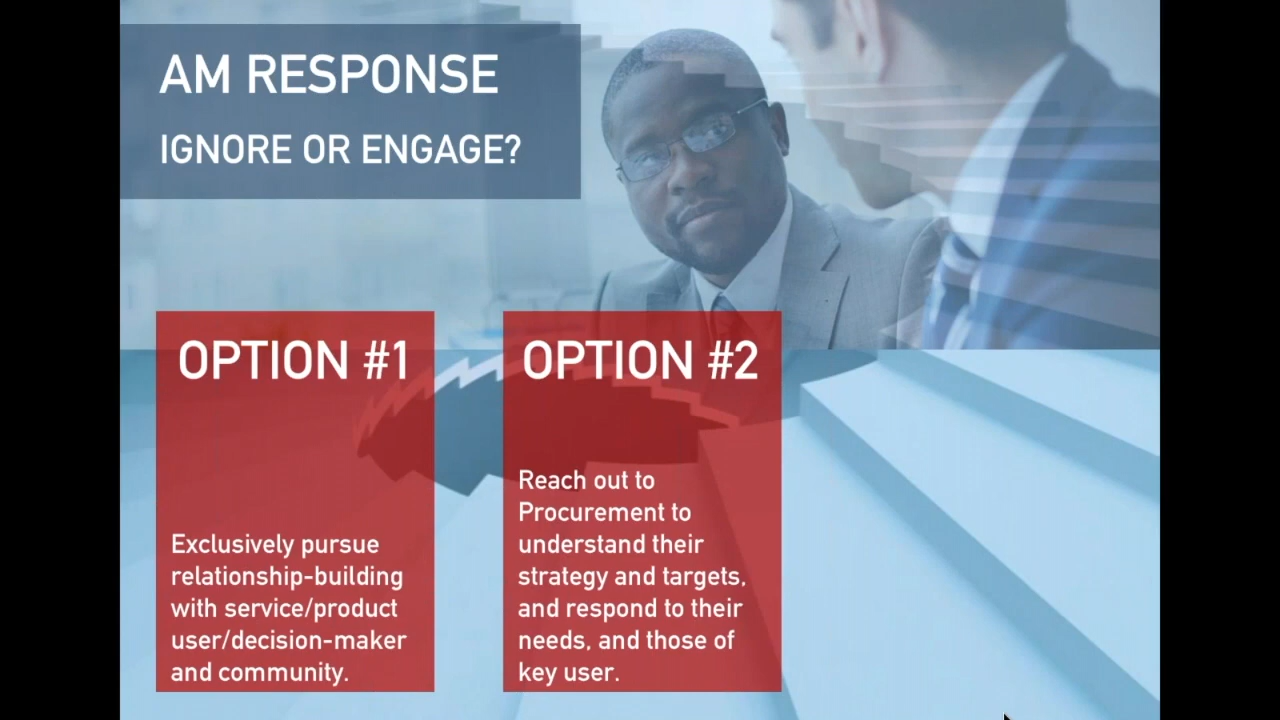 AM RESPONSE
IGNORE OR ENGAGE?
OPTION #1
Exclusively pursue
relationship-building
with service/product
user/decision-maker
and community.
OPTION #2
Reach out to
Procurement to
understand their
strategy and targets,
and respond to their
needs, and those of
key user.